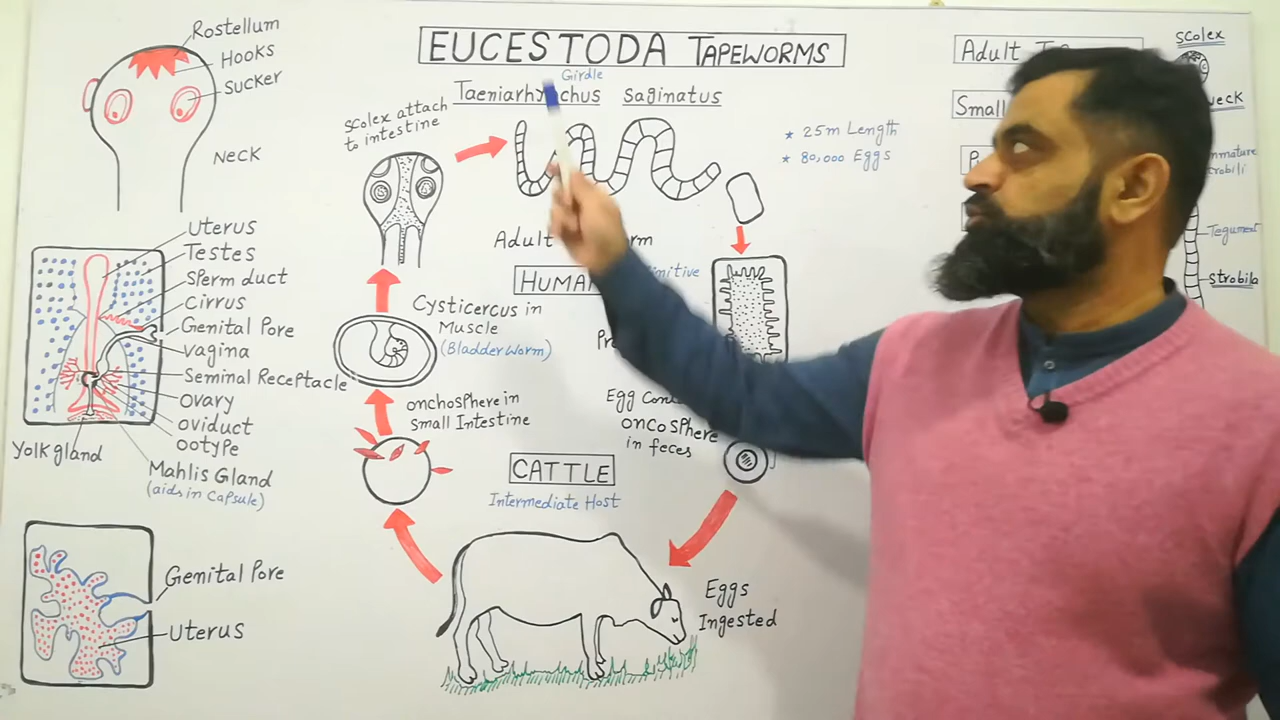 EUCESTODA TAPEWORMS
Girdle
Saginatus
★ 25m Length
★ 80,000 Eggs
Rostellum
Hooks
Sucker
NECK
Uterus
Testes
Sperm duct
Cirrus
Genital Pore
vagina
Seminal Receptacle
ovary
oviduct
ootype
Yolk gland
Mahlis Gland
(aids in Capsule)
Genital Pore
Uterus
Scolex attach
to intestine
Adult
HUMAN
Cysticercus in
Muscle
(Bladder worm)
onchosphere in
Small Intestine
CATTLE
Intermediate Host
Egg
oncosphere
in feces
Eggs
Ingested
Adult
Small
Scolex
Tegument
Strobila